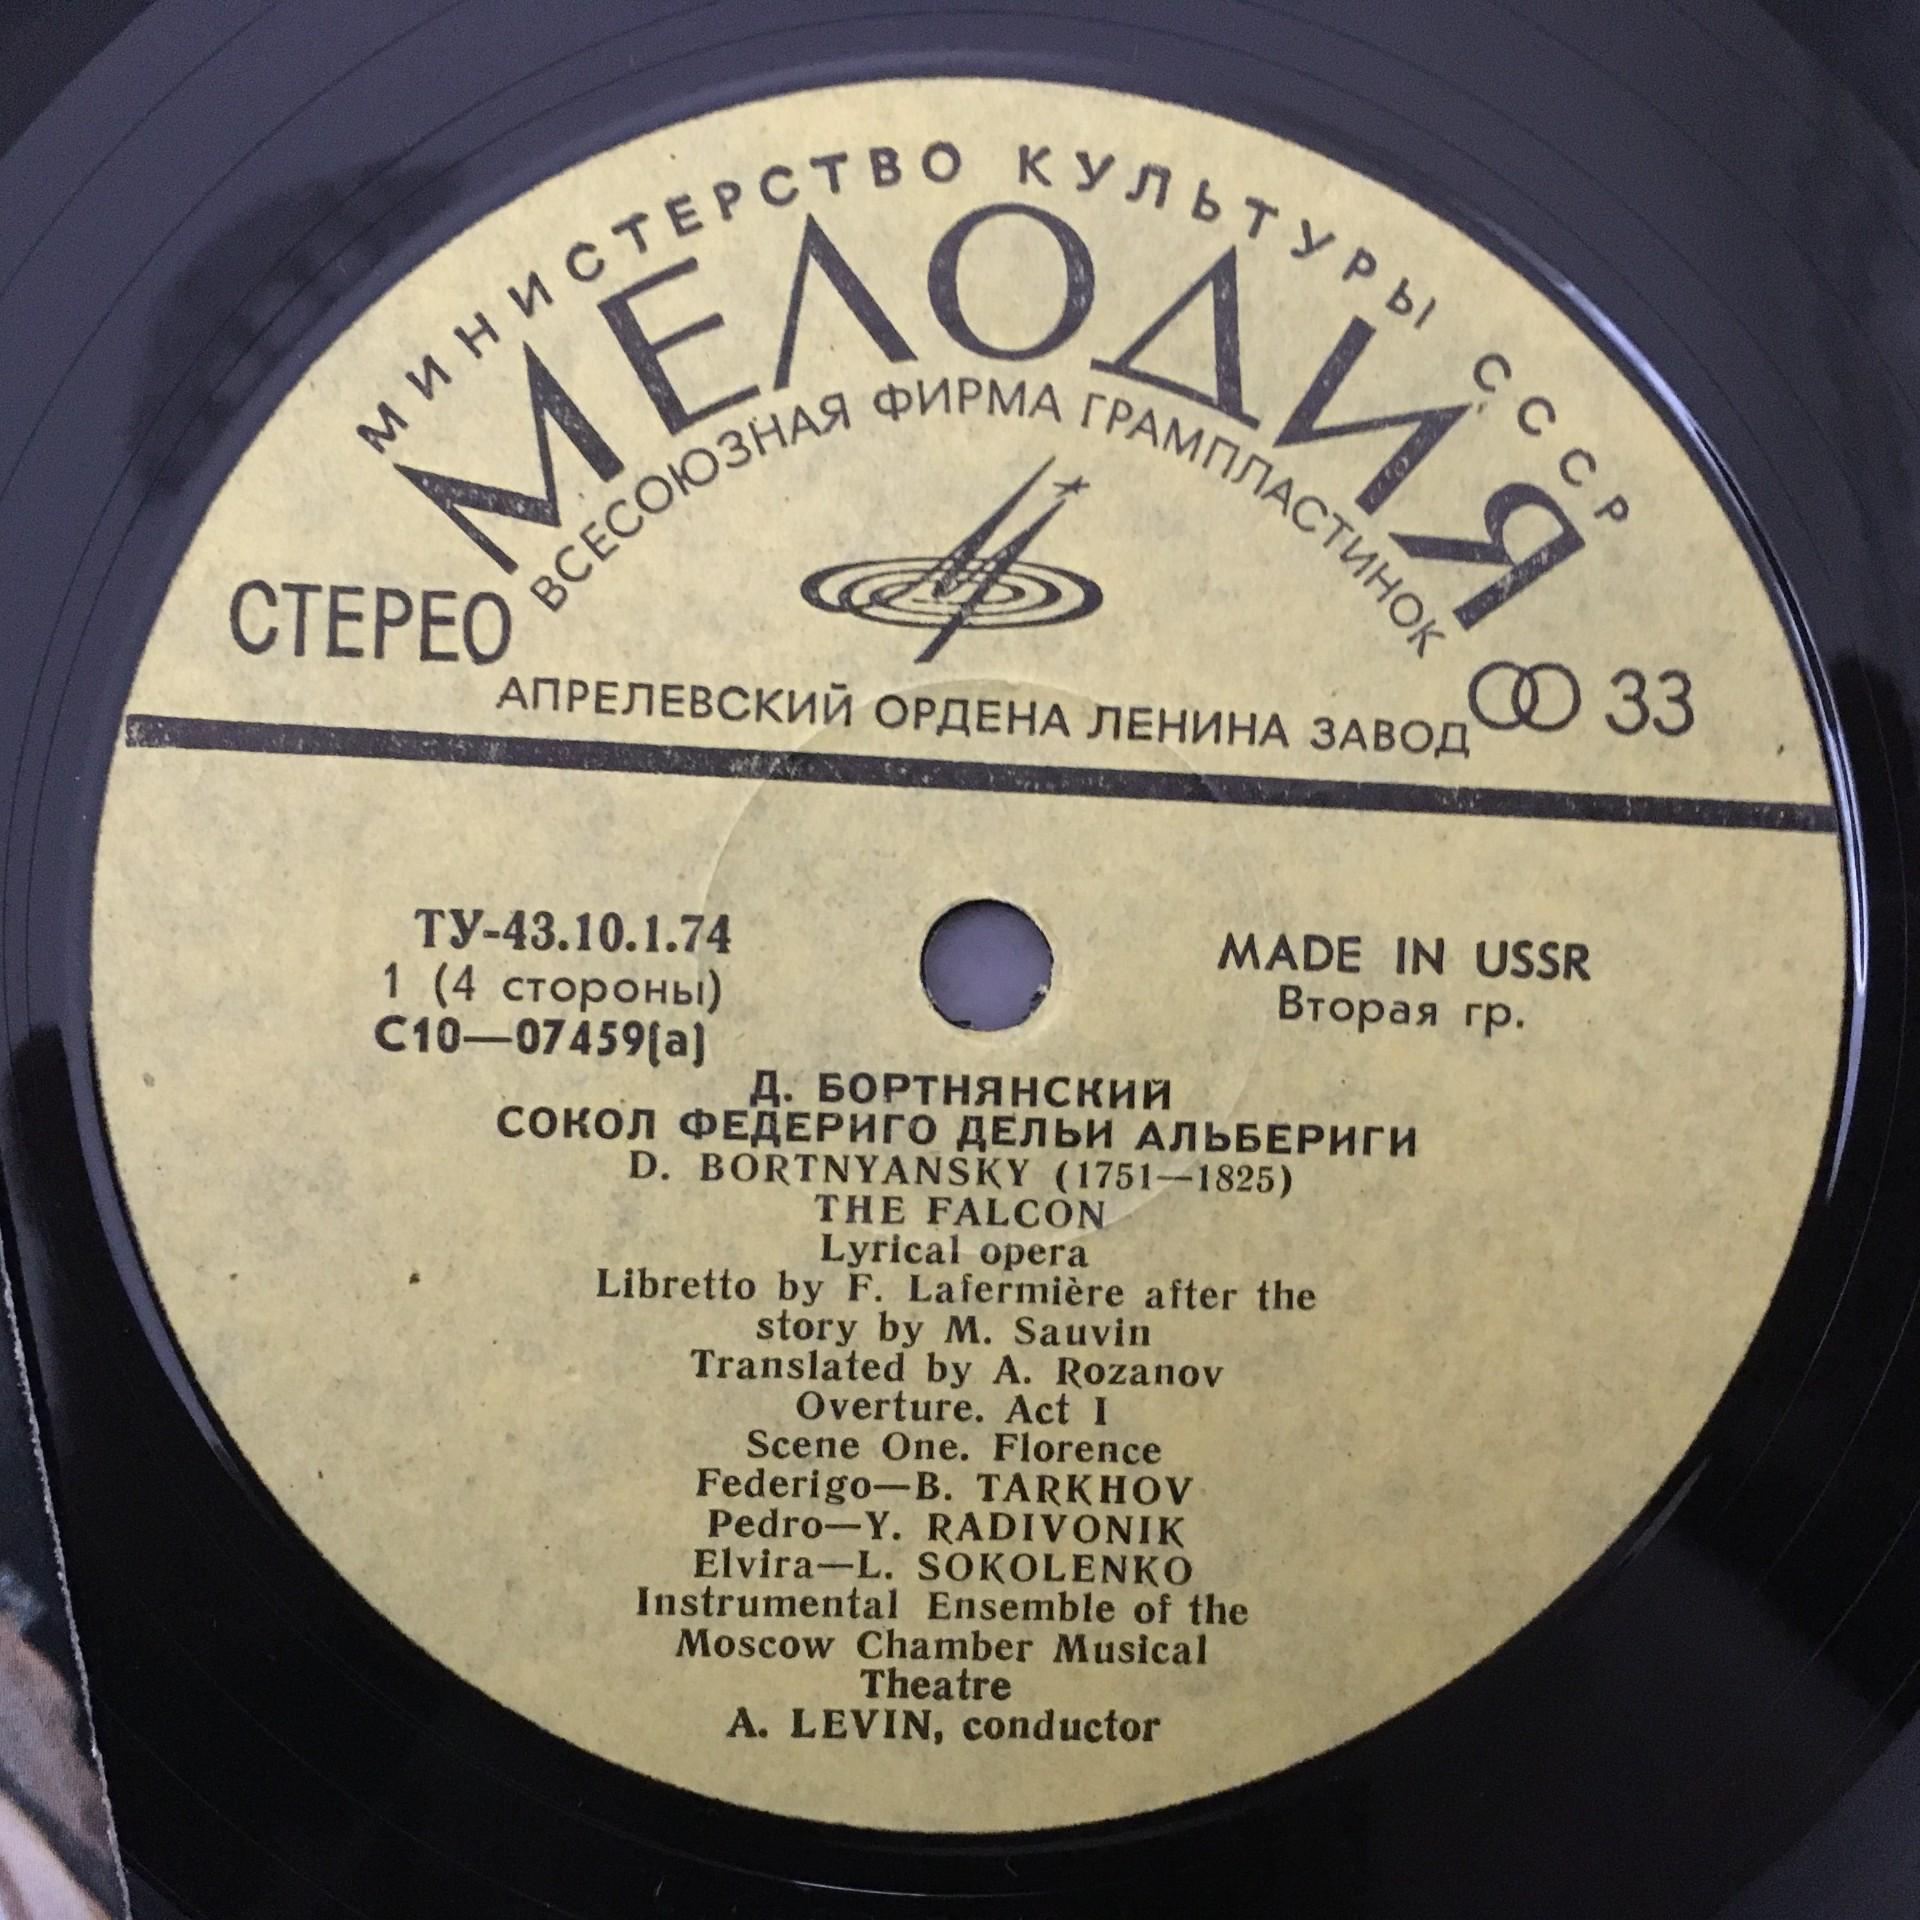 МИНИСТЕРСТВО КУЛЬТУРЫ СССР
МЕЛОДИЯ
ВСЕСОЮЗНАЯ ФИРМА ГРАМПЛАСТИНОК
СТЕРЕО
33
АПРЕЛЕВСКИЙ ОРДЕНА ЛЕНИНА ЗАВОД
ТУ-43.10.1.74
1 (4 стороны)
С10—07459(а)
MADE IN USSR
Вторая гр.
Д. БОРТНЯНСКИЙ
СОКОЛ ФЕДЕРИГО ДЕЛЬИ АЛЬБЕРИГИ
D. BORTNYANSKY (1751—1825)
THE FALCON
Lyrical opera
Libretto by F. Lafermière after the
story by M. Sauvin
Translated by A. Rozanov
Overture. Act I
Scene One. Florence
Federigo—B. TARKHOV
Pedro—Y. RADIVONIK
Elvira—L. SOKOLENKO
Instrumental Ensemble of the
Moscow Chamber Musical
Theatre
A. LEVIN, conductor